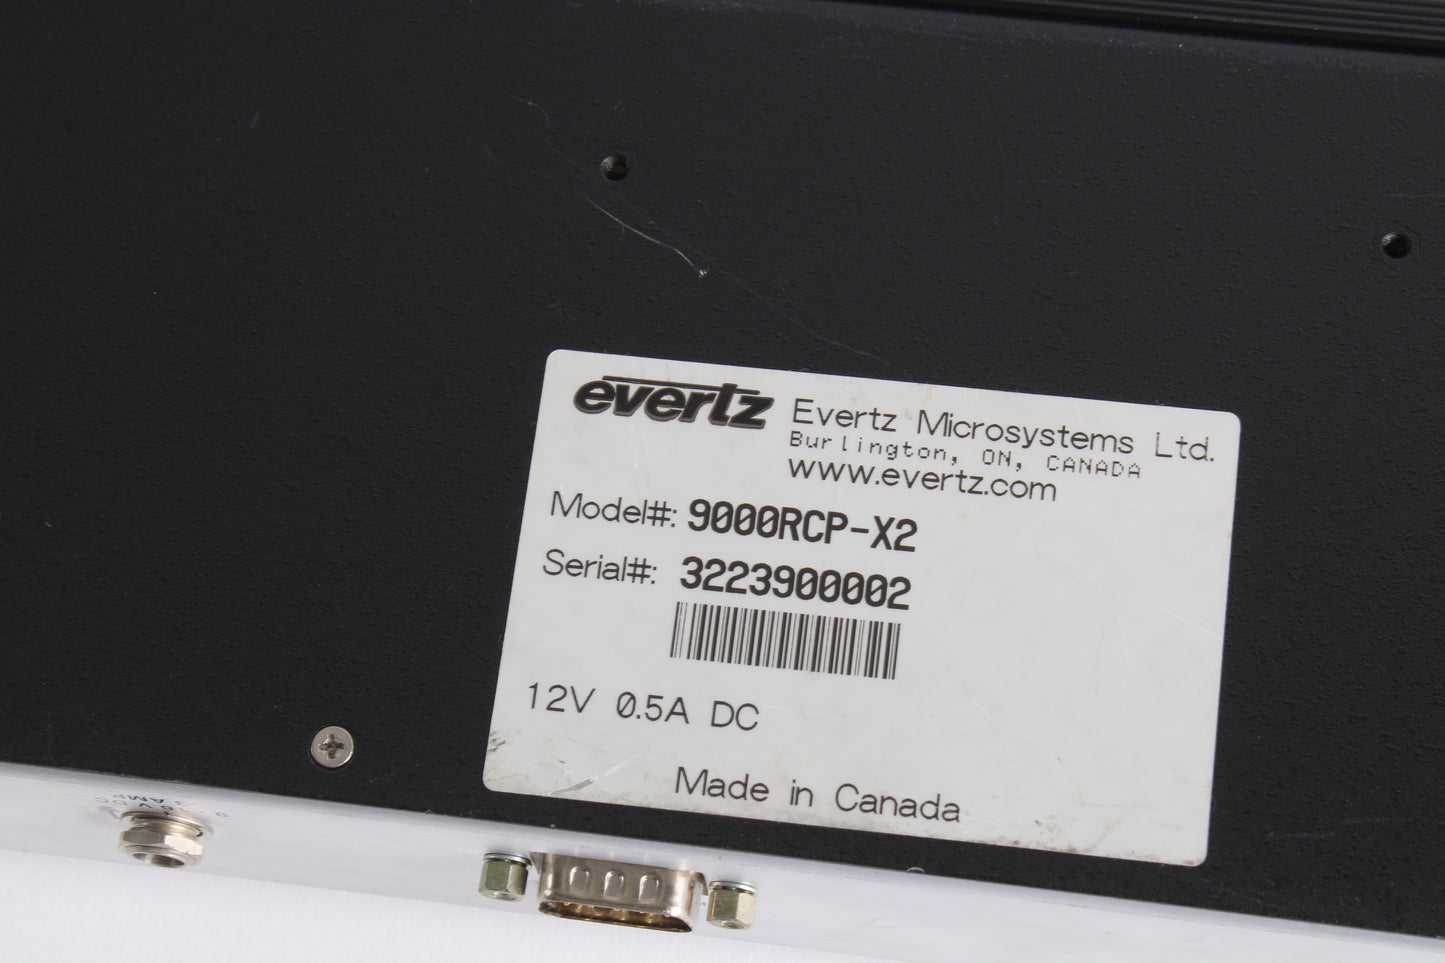 evertz
Evertz Microsystems Ltd.
Burlington, ON, CANADA
www.evertz.com
Model#: 9000RCP-X2
Serial#: 3223900002
12V 0.5A DC
Made in Canada